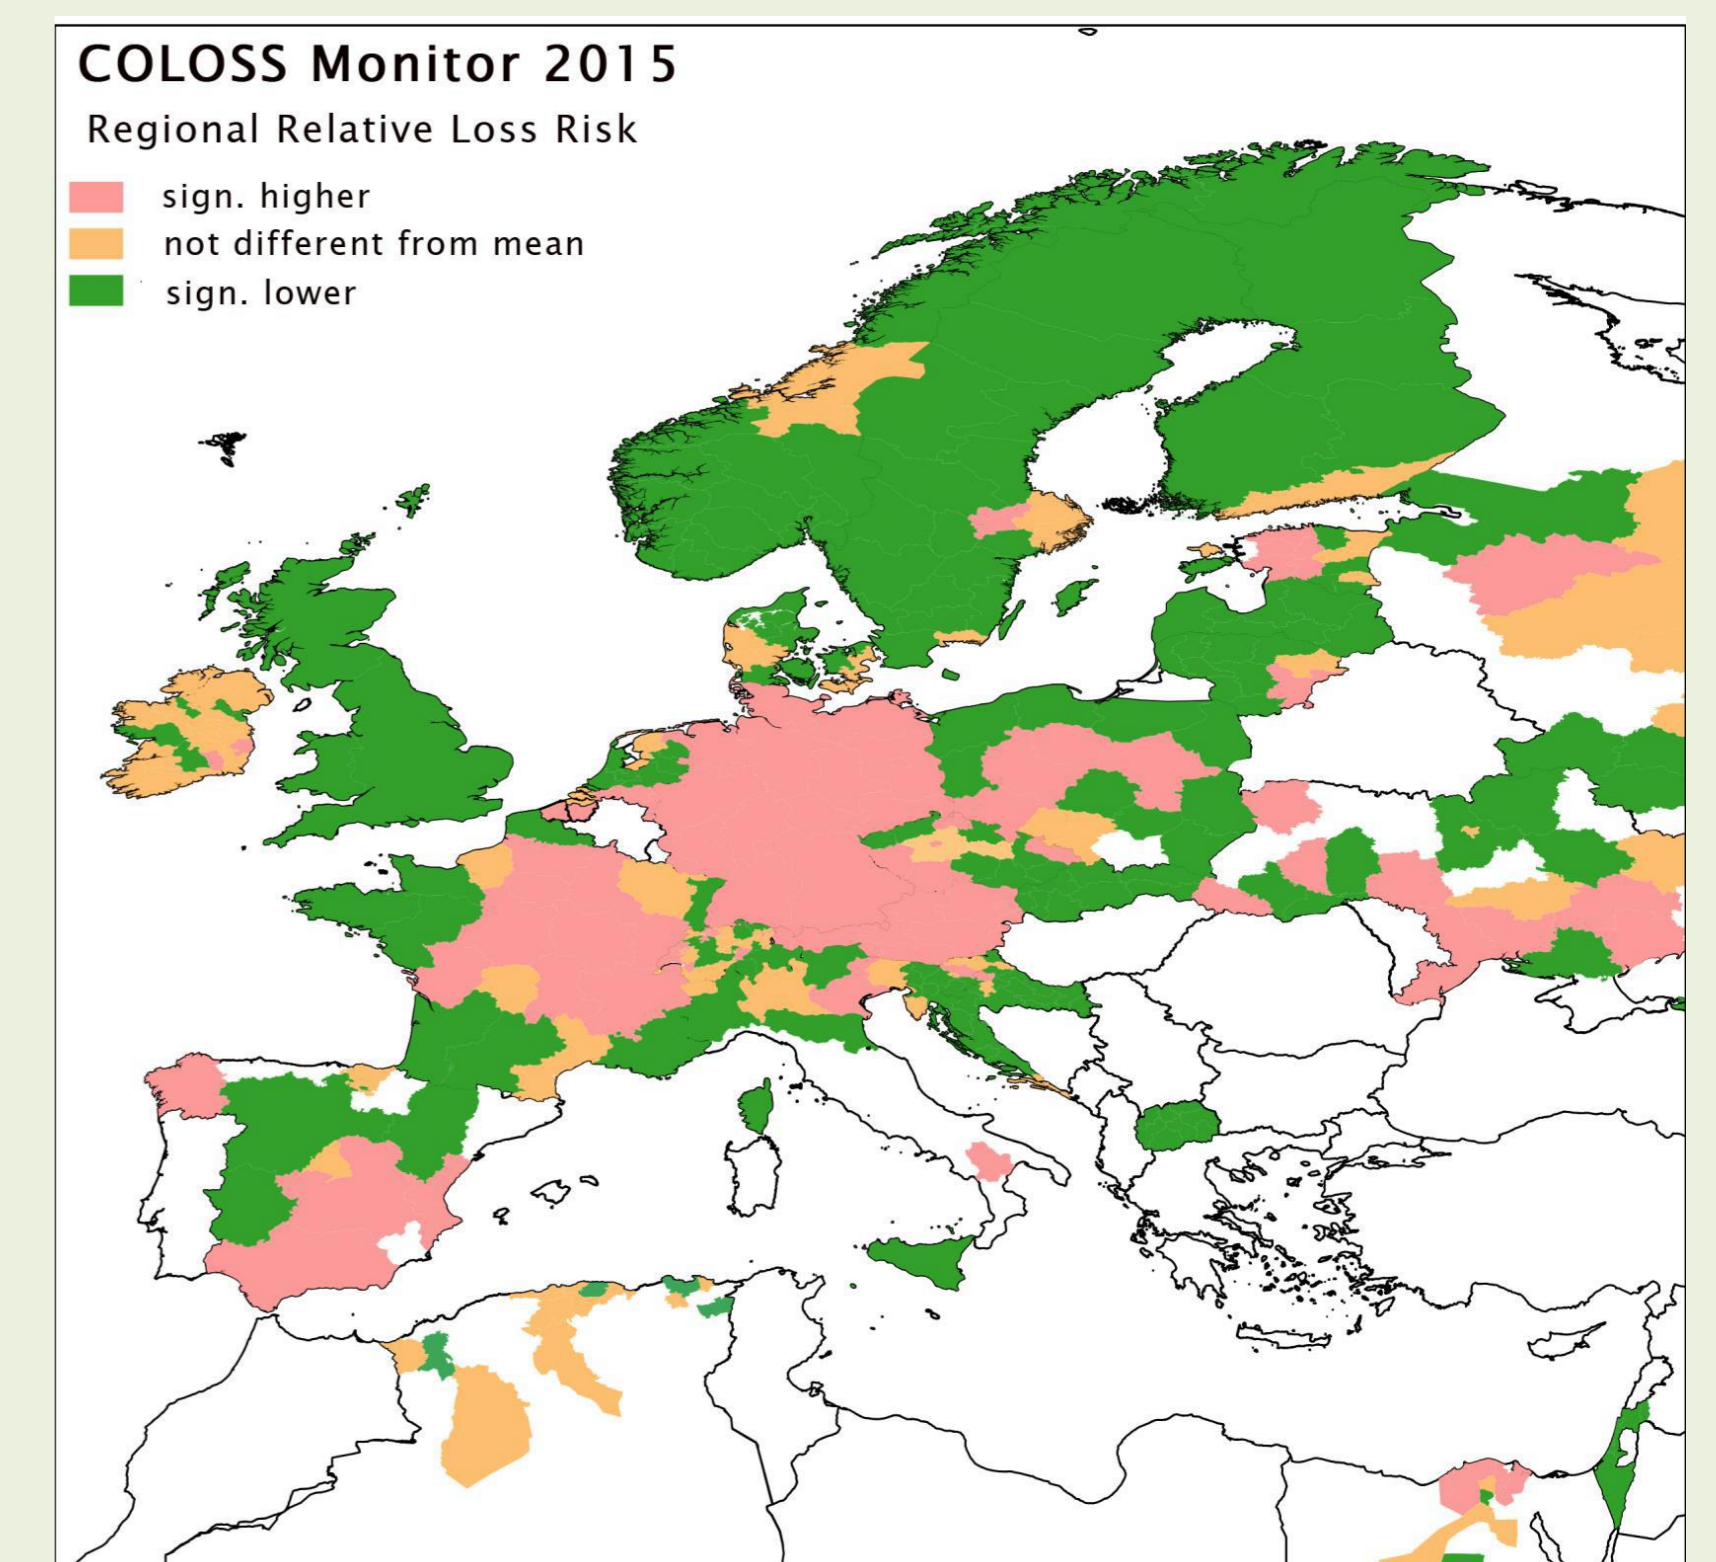 COLOSS Monitor 2015
Regional Relative Loss Risk
sign. higher
not different from mean
sign. lower